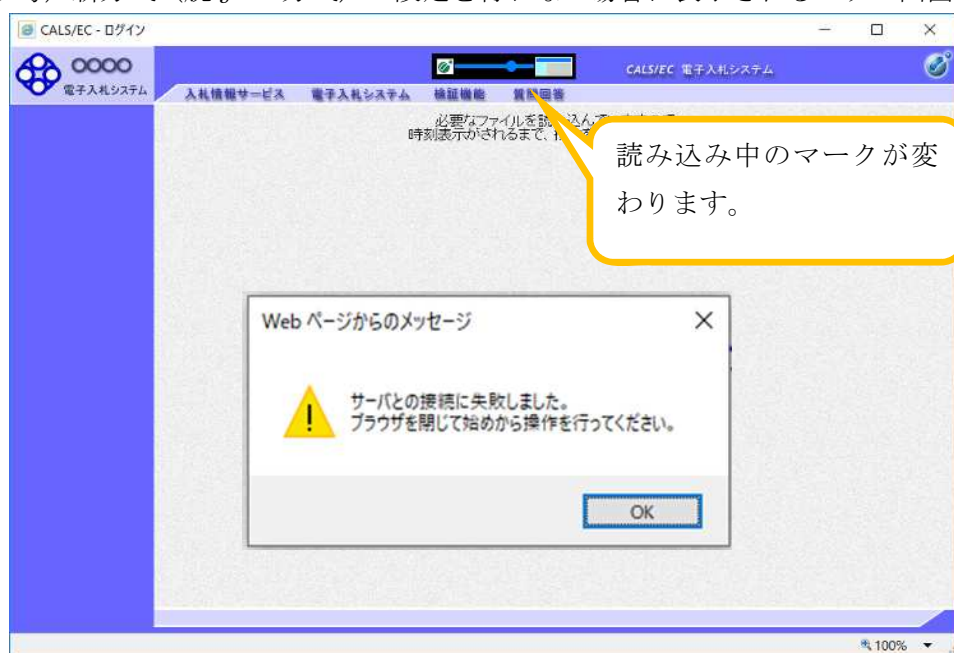 CALS/EC - ログイン
〇〇〇〇
電子入札システム
CALS/EC 電子入札システム
入札情報サービス 電子入札システム 検証機能 質問回答
必要なファイルを読み込んで
時刻表示がされるまで、
読み込み中のマークが変
わります。
Web ページからのメッセージ
サーバとの接続に失敗しました。
ブラウザを閉じて始めから操作を行ってください。
OK
100%